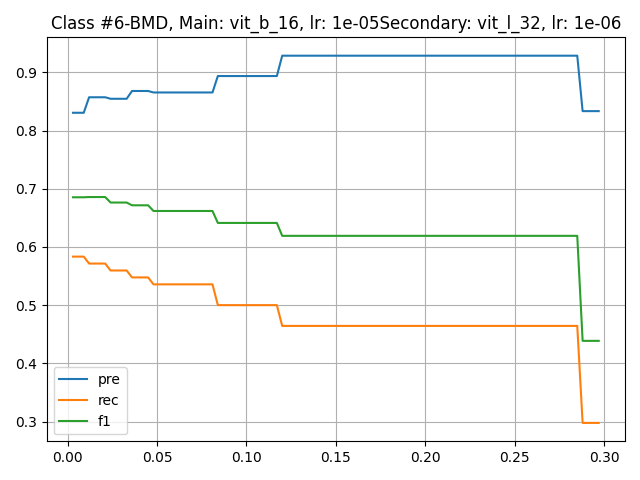 Class #6-BMD, Main: vit_b_16, lr: 1e-05Secondary: vit_l_32, lr: 1e-06
0.9
0.8
0.7
0.6
0.5
0.4
0.3
pre
rec
f1
0.00 0.05 0.10 0.15 0.20 0.25 0.30